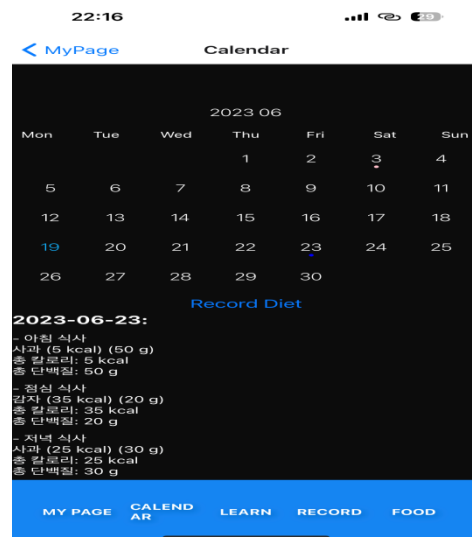 22:16
29
MyPage
Calendar
2023 06
Mon Tue Wed Thu Fri Sat Sun
1 2 3 4
5 6 7 8 9 10 11
12 13 14 15 16 17 18
19 20 21 22 23 24 25
26 27 28 29 30
Record Diet
2023-06-23:
- 아침 식사
사과 (5 kcal) (50 g)
총 칼로리: 5 kcal
총 단백질: 50 g
- 점심 식사
감자 (35 kcal) (20 g)
총 칼로리: 35 kcal
총 단백질: 20 g
- 저녁 식사
사과 (25 kcal) (30 g)
총 칼로리: 25 kcal
총 단백질: 30 g
MY PAGE
CALEND
AR
LEARN
RECORD
FOOD